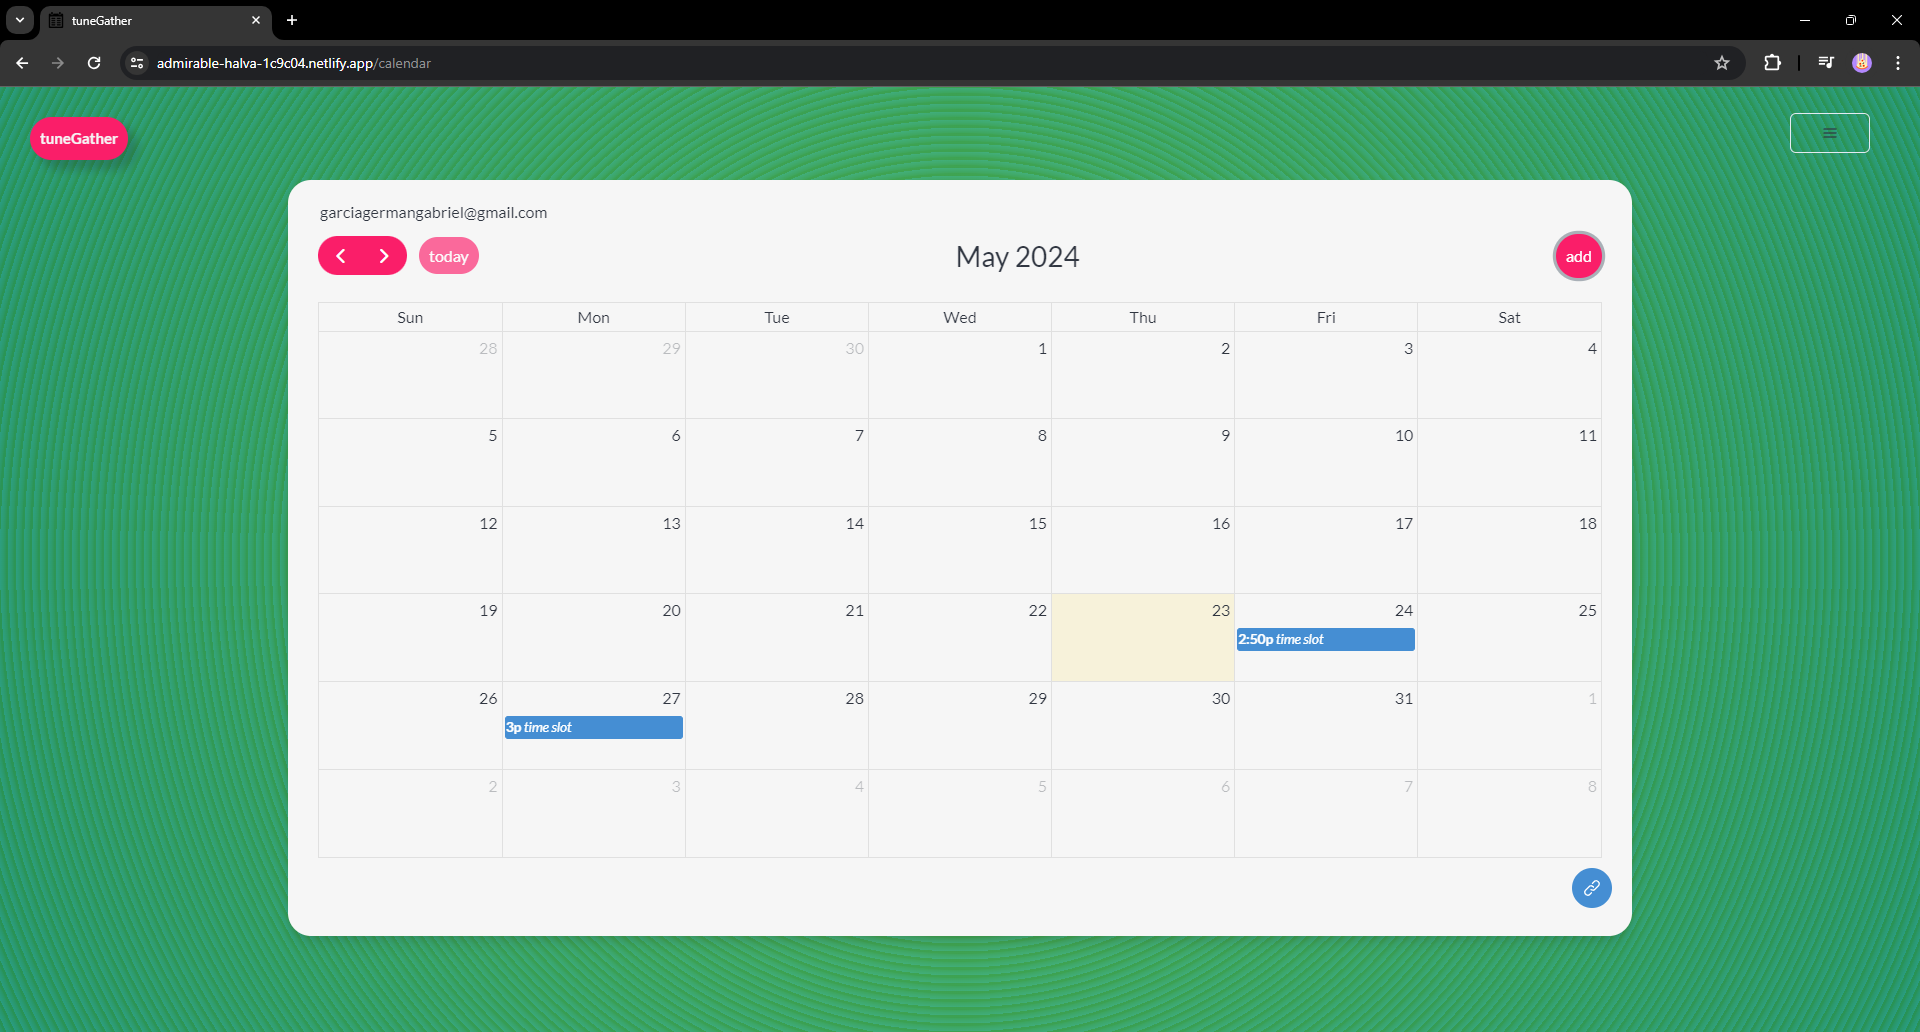 tuneGather
admirable-halva-1c9c04.netlify.app/calendar
tuneGather
garciagermangabriel@gmail.com
today
May 2024
add
Sun Mon Tue Wed Thu Fri Sat
28 29 30 1 2 3 4
5 6 7 8 9 10 11
12 13 14 15 16 17 18
19 20 21 22 23 24 25
2:50p time slot
26 27 28 29 30 31 1
3p time slot
2 3 4 5 6 7 8